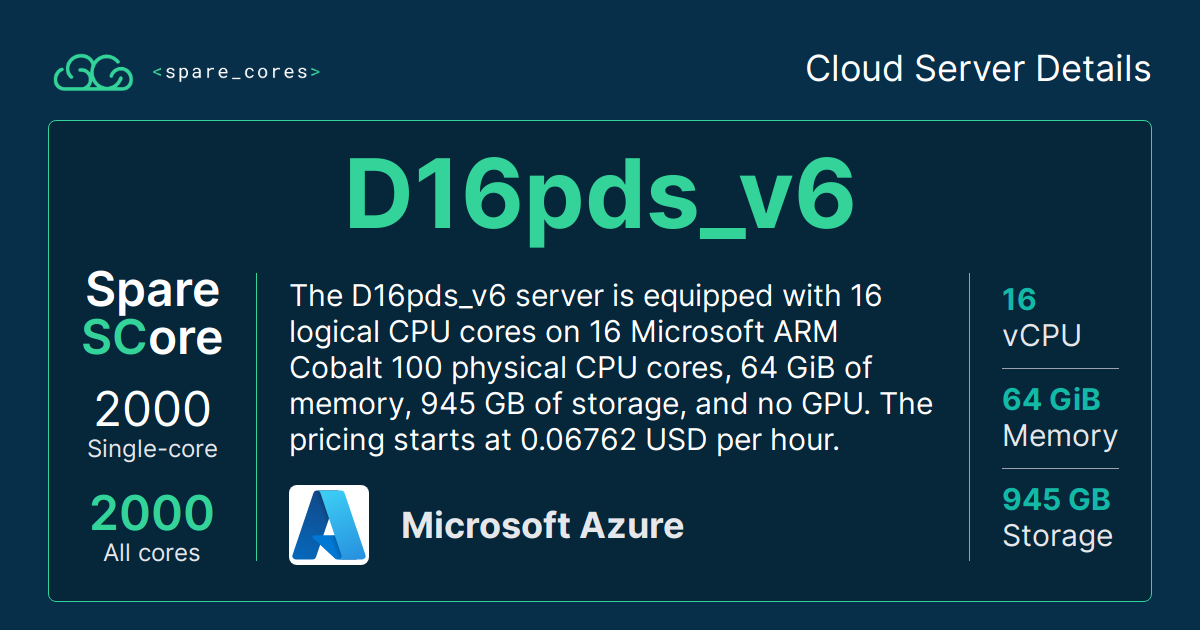 <spare_cores>
Cloud Server Details
D16pds_v6
Spare
SCore
2000
Single-core
2000
All cores
The D16pds_v6 server is equipped with 16
logical CPU cores on 16 Microsoft ARM
Cobalt 100 physical CPU cores, 64 GiB of
memory, 945 GB of storage, and no GPU. The
pricing starts at 0.06762 USD per hour.
Microsoft Azure
16
vCPU
64 GiB
Memory
945 GB
Storage